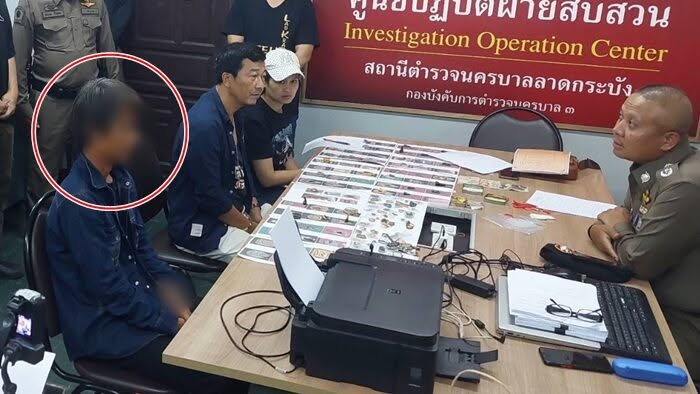 ศูนย์ปฏิบัติฝ่ายสืบสวน
Investigation Operation Center
สถานีตำรวจนครบาลลาดกระบัง
กองบังคับการตำรวจนครบาล ๓